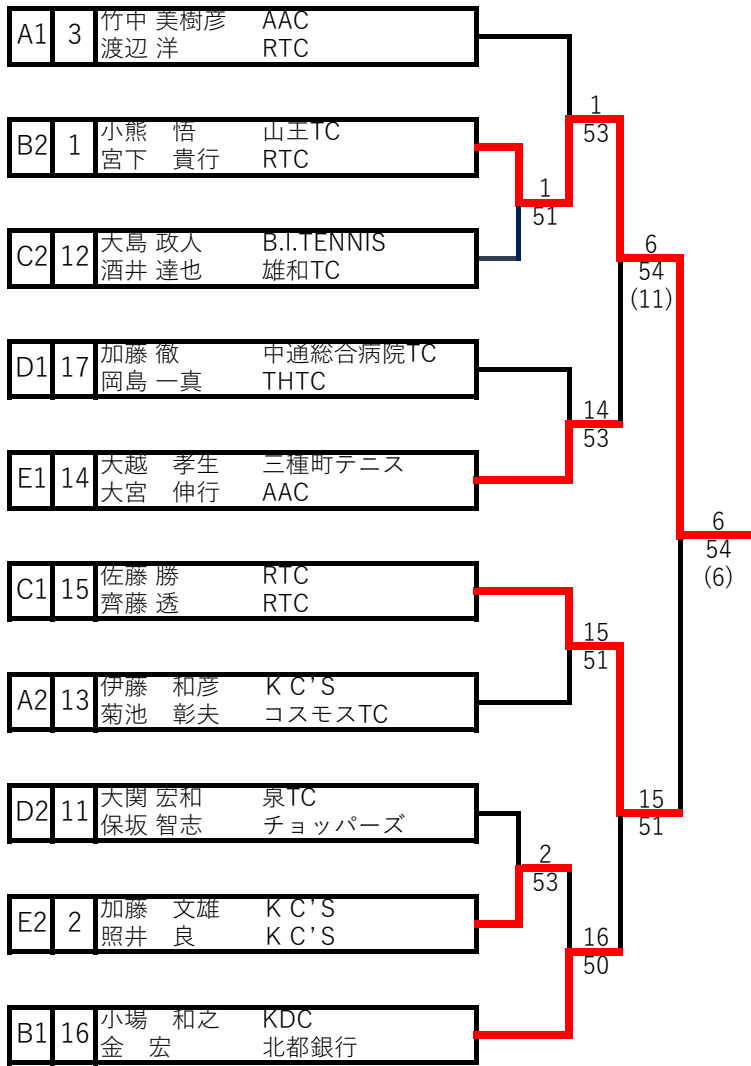 A1 3 竹中 美樹彦 AAC
渡辺 洋 RTC
1
53
B2 1 小熊　悟 山王TC
宮下　貴行 RTC
1
51
C2 12 大島 政人 B.I.TENNIS
酒井 達也 雄和TC
6
54
(11)
D1 17 加藤 徹 中通総合病院TC
岡島 一真 THTC
14
53
E1 14 大越　孝生 三種町テニス
大宮　伸行 AAC
6
54
(6)
C1 15 佐藤 勝 RTC
齊藤 透 RTC
15
51
A2 13 伊藤　和彦 K C’S
菊池　彰夫 コスモスTC
D2 11 大関 宏和 泉TC
保坂 智志 チョッパーズ
15
51
2
53
E2 2 加藤　文雄 K C’S
照井　良 K C’S
16
50
B1 16 小場　和之 KDC
金　宏 北都銀行